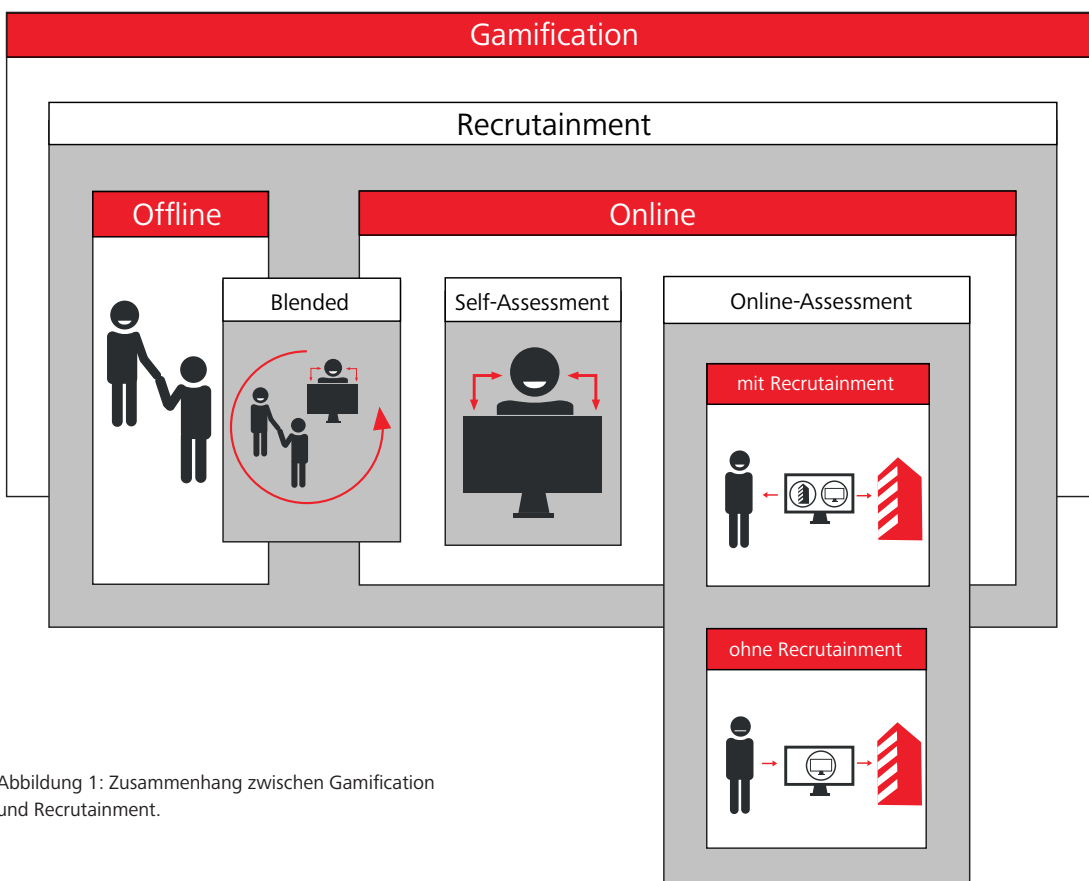 Gamification
Recrutainment
Offline
Online
Blended
Self-Assessment
Online-Assessment
mit Recrutainment
ohne Recrutainment
Abbildung 1: Zusammenhang zwischen Gamification
und Recrutainment.